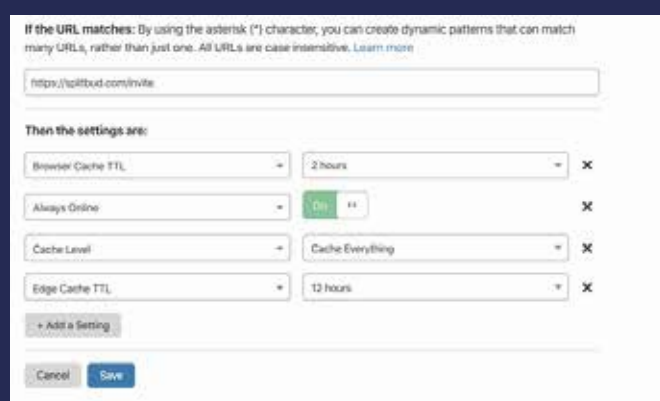 If the URL matches: By using the asterisk (*) character, you can create dynamic patterns that can match
many URLs, rather than just one. All URLs are case insensitive. Learn more
https://splitbud.com/invite
Then the settings are:
Browser Cache TTL
2 hours
Always Online
On
Cache Level
Cache Everything
Edge Cache TTL
12 hours
+ Add a Setting
Cancel
Save